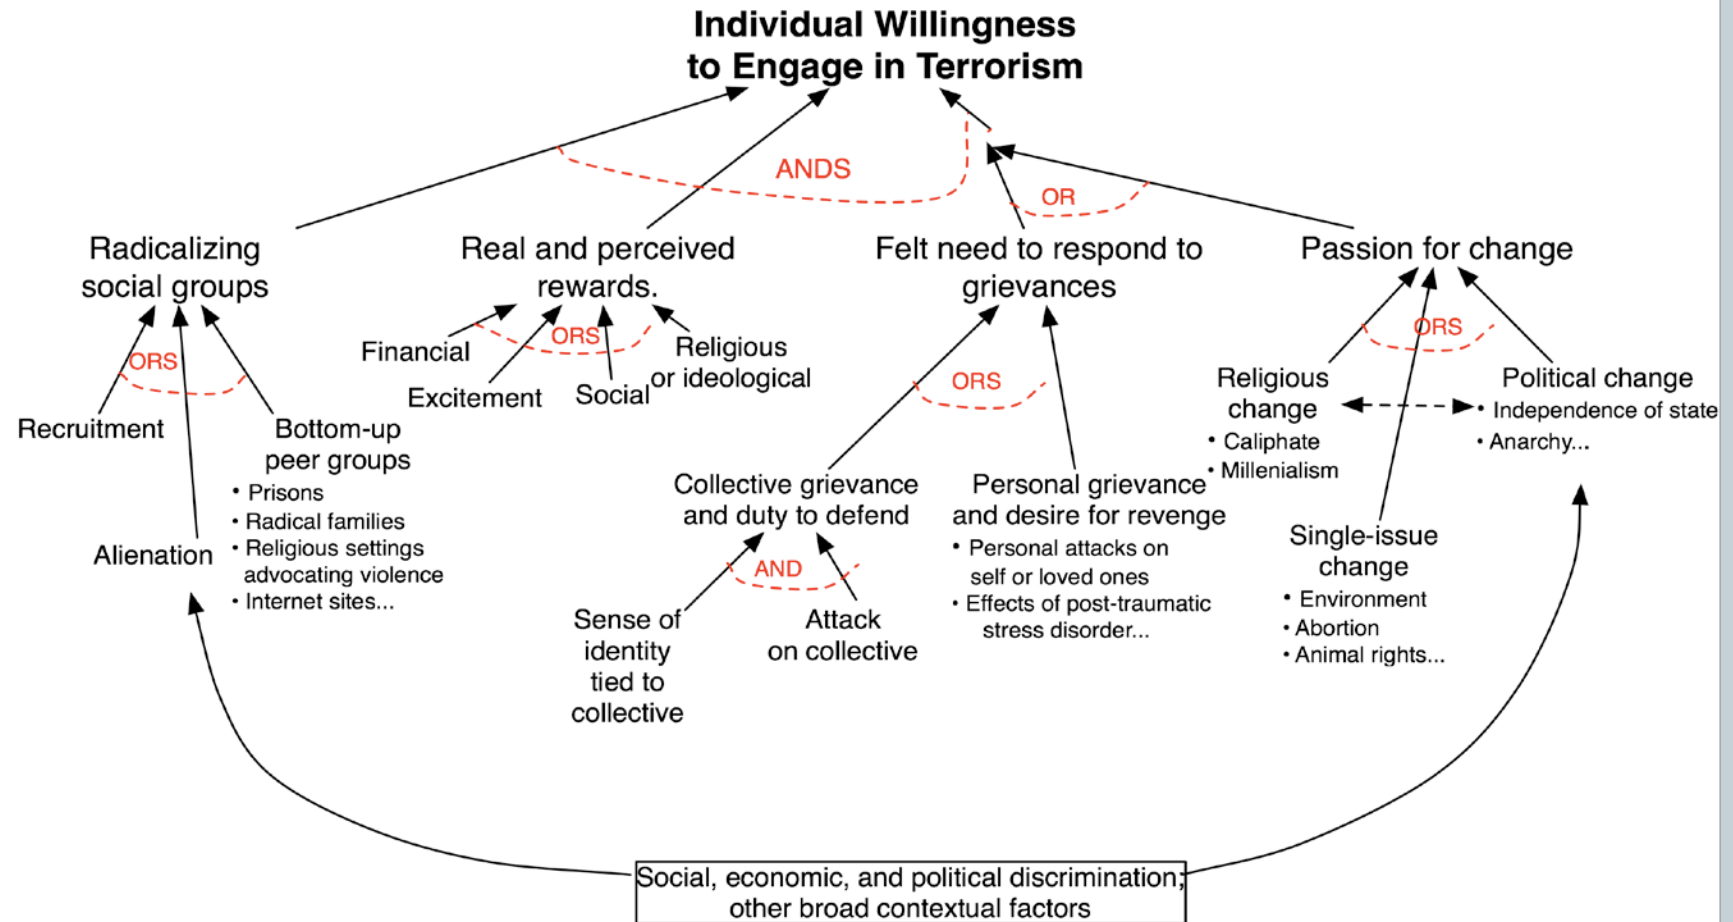 Individual Willingness
to Engage in Terrorism
ANDS
OR
Radicalizing
social groups
Real and perceived
rewards.
Felt need to respond to
grievances
Passion for change
ORS
Recruitment
Alienation
Bottom-up
peer groups
• Prisons
• Radical families
• Religious settings
advocating violence
• Internet sites...
ORS
Financial
Excitement
Social
Religious
or ideological
ORS
Collective grievance
and duty to defend
AND
Sense of
identity
tied to
collective
Attack
on collective
Personal grievance
and desire for revenge
• Personal attacks on
self or loved ones
• Effects of post-traumatic
stress disorder...
ORS
Religious
change
• Caliphate
• Millenialism
Single-issue
change
• Environment
• Abortion
• Animal rights...
Political change
• Independence of state
• Anarchy...
Social, economic, and political discrimination;
other broad contextual factors